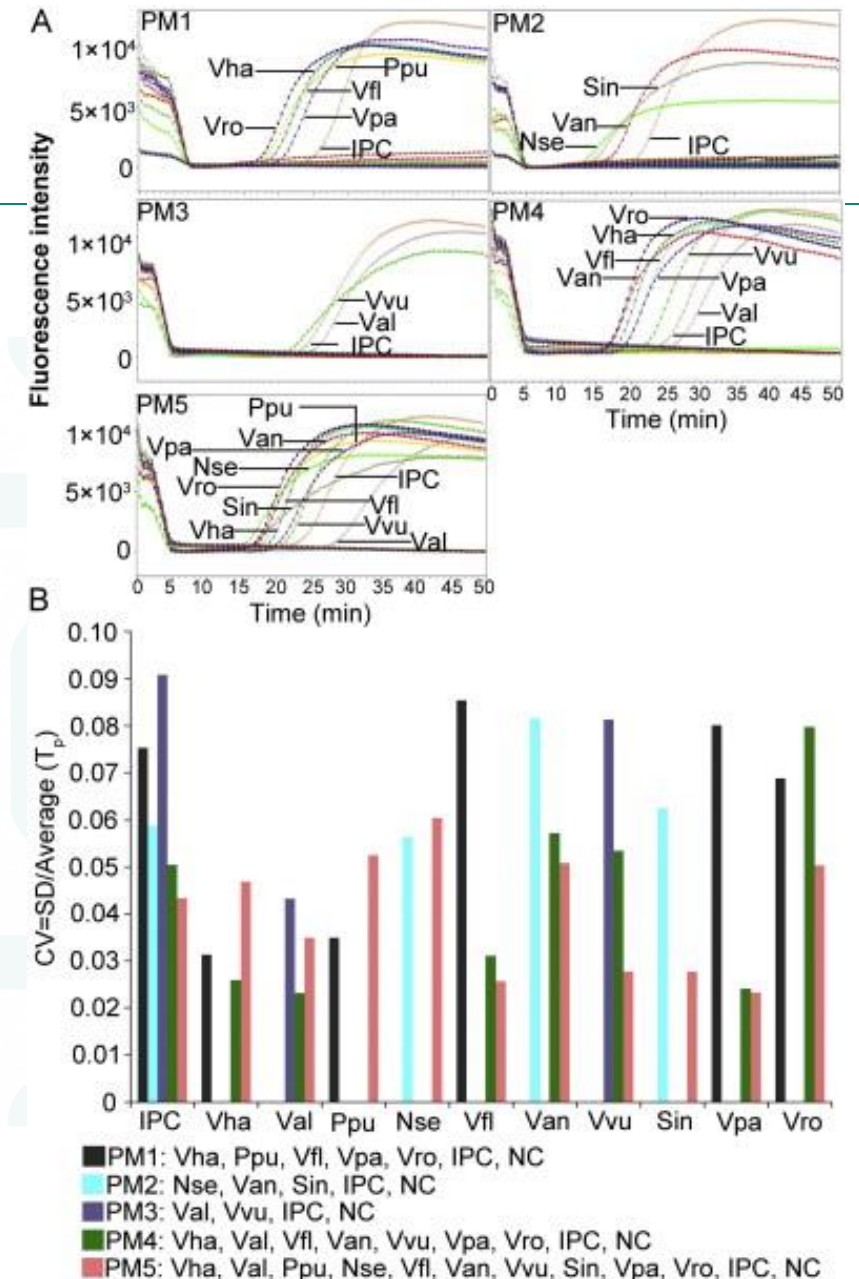 A
PM1
PM2
1×10⁴
5×10³
0
Vha
Ppu
Vfl
Vro
Vpa
IPC
Sin
Van
Nse
IPC
Fluorescence intensity
PM3
PM4
1×10⁴
5×10³
0
Vvu
Val
IPC
Vro
Vha
Vfl
Van
Vvu
Vpa
Val
IPC
0 5 10 15 20 25 30 35 40 45 50
Time (min)
PM5
1×10⁴
5×10³
0
Ppu
Van
Vpa
Nse
Vro
IPC
Sin
Vfl
Vha
Vvu
Val
0 5 10 15 20 25 30 35 40 45 50
Time (min)
B
CV=SD/Average (Tₚ)
0.10
0.09
0.08
0.07
0.06
0.05
0.04
0.03
0.02
0.01
0
IPC Vha Val Ppu Nse Vfl Van Vvu Sin Vpa Vro
PM1: Vha, Ppu, Vfl, Vpa, Vro, IPC, NC
PM2: Nse, Van, Sin, IPC, NC
PM3: Val, Vvu, IPC, NC
PM4: Vha, Val, Vfl, Van, Vvu, Vpa, Vro, IPC, NC
PM5: Vha, Val, Ppu, Nse, Vfl, Van, Vvu, Sin, Vpa, Vro, IPC, NC